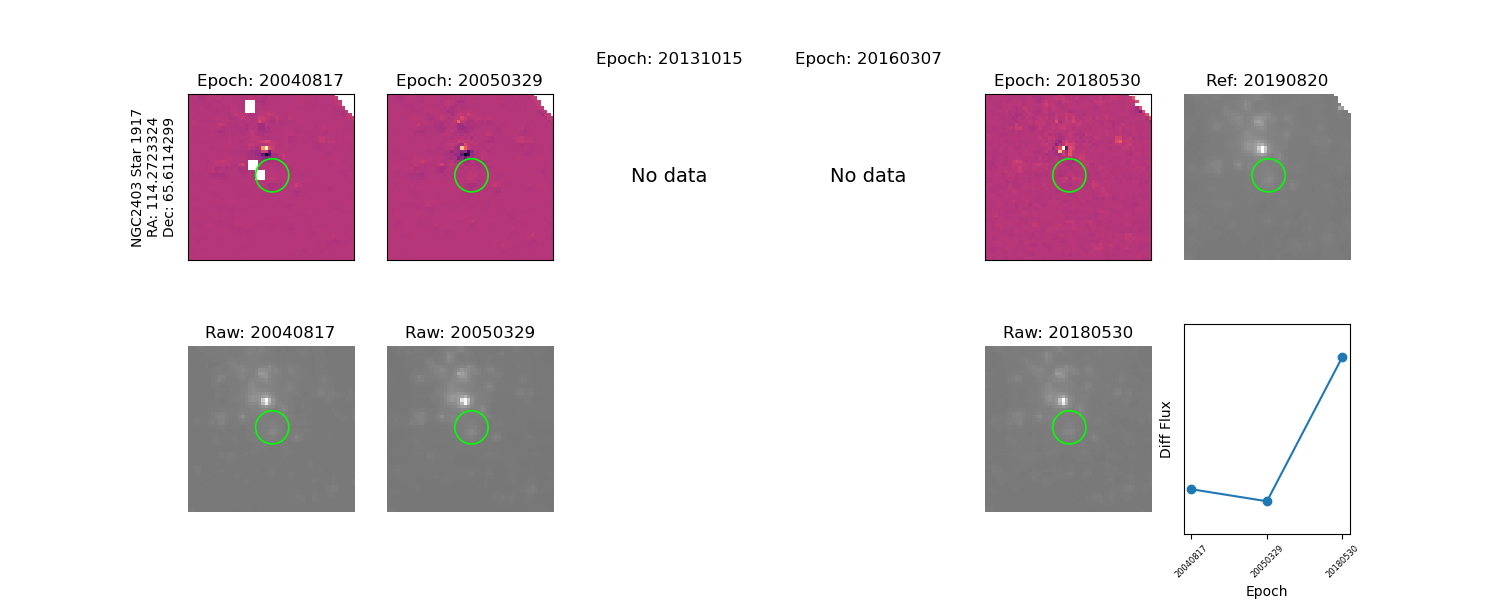 Epoch: 20040817
Epoch: 20050329
Epoch: 20131015
Epoch: 20160307
Epoch: 20180530
Ref: 20190820
NGC2403 Star 1917
RA: 114.2723324
Dec: 65.6114299
No data
No data
Raw: 20040817
Raw: 20050329
Raw: 20180530
Diff Flux
20040817
20050329
20180530
Epoch